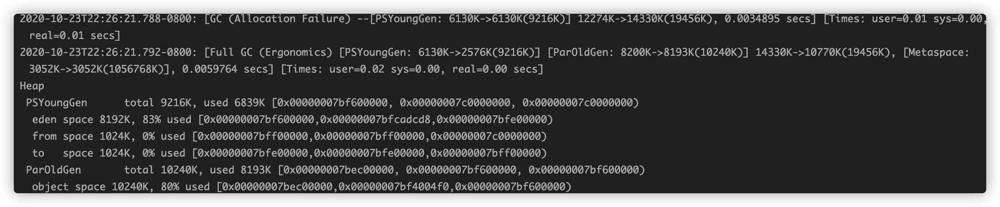 2020-10-23T22:26:21.788-0800: [GC (Allocation Failure) --[PSYoungGen: 6130K->6130K(9216K)] 12274K->14330K(19456K), 0.0034895 secs] [Times: user=0.01 sys=0.00,
real=0.01 secs]
2020-10-23T22:26:21.792-0800: [Full GC (Ergonomics) [PSYoungGen: 6130K->2576K(9216K)] [ParOldGen: 8200K->8193K(10240K)] 14330K->10770K(19456K), [Metaspace:
3052K->3052K(1056768K)], 0.0059764 secs] [Times: user=0.02 sys=0.00, real=0.00 secs]
Heap
PSYoungGen total 9216K, used 6839K [0x00000007bf600000, 0x00000007c0000000, 0x00000007c0000000)
eden space 8192K, 83% used [0x00000007bf600000,0x00000007bfcadcd8,0x00000007bfe00000)
from space 1024K, 0% used [0x00000007bff00000,0x00000007bff00000,0x00000007c0000000)
to space 1024K, 0% used [0x00000007bfe00000,0x00000007bfe00000,0x00000007bff00000)
ParOldGen total 10240K, used 8193K [0x00000007bec00000, 0x00000007bf600000, 0x00000007bf600000)
object space 10240K, 80% used [0x00000007bec00000,0x00000007bf4004f0,0x00000007bf600000)